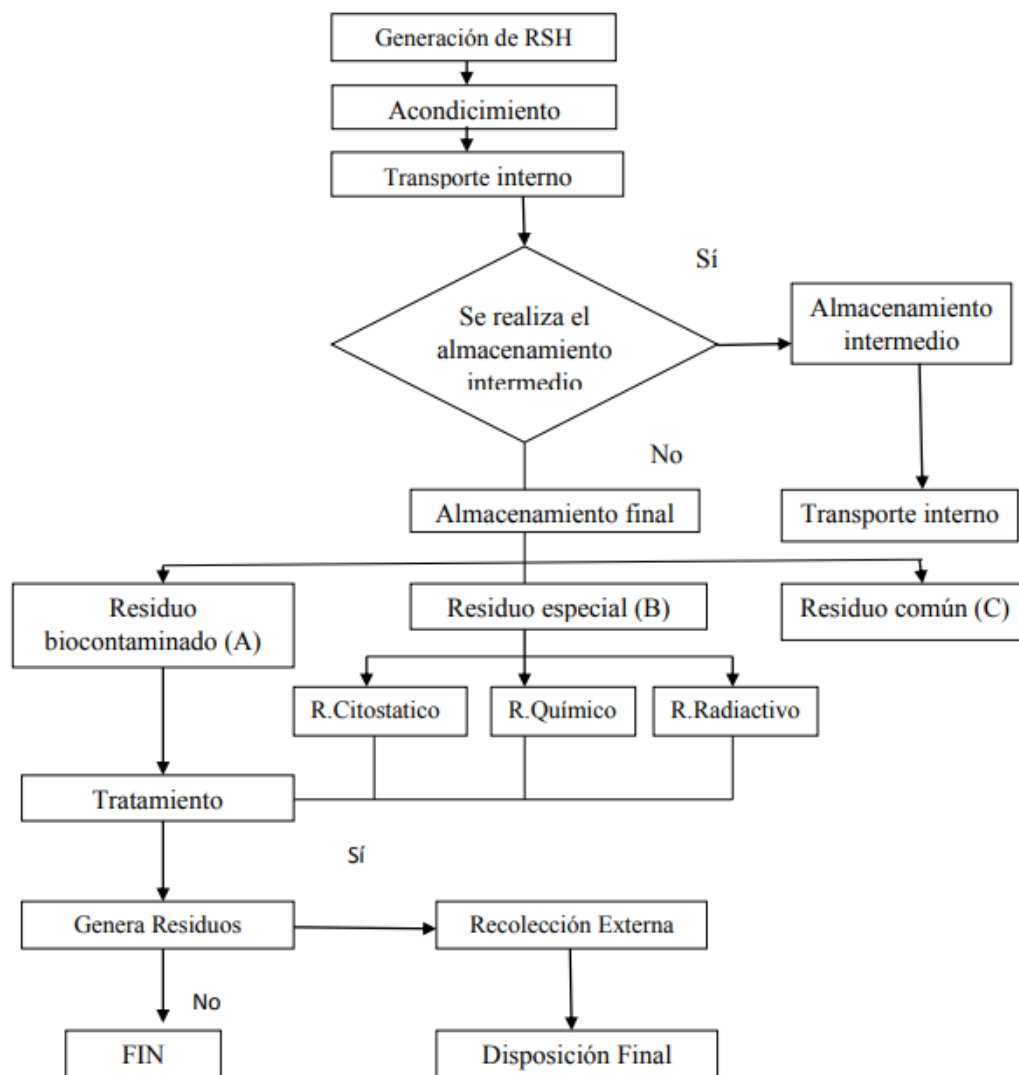 Generación de RSH
Acondicimiento
Transporte interno
Sí
Se realiza el
almacenamiento
intermedio
Almacenamiento
intermedio
No
Almacenamiento final
Transporte interno
Residuo
biocontaminado (A)
Residuo especial (B)
Residuo común (C)
R.Citostatico
R.Químico
R.Radiactivo
Tratamiento
Sí
Genera Residuos
Recolección Externa
No
FIN
Disposición Final